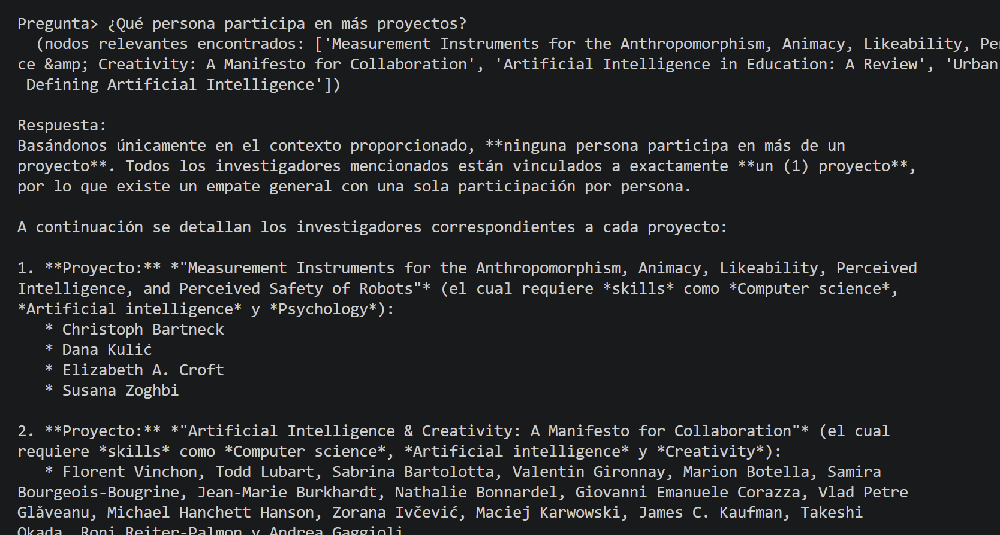 Pregunta> ¿Qué persona participa en más proyectos?
(nodos relevantes encontrados: ['Measurement Instruments for the Anthropomorphism, Animacy, Likeability,
ce &amp; Creativity: A Manifesto for Collaboration', 'Artificial Intelligence in Education: A Review', 'Urban
Defining Artificial Intelligence'])
Respuesta:
Basándonos únicamente en el contexto proporcionado, **ninguna persona participa en más de un
proyecto**. Todos los investigadores mencionados están vinculados a exactamente **un (1) proyecto**,
por lo que existe un empate general con una sola participación por persona.
A continuación se detallan los investigadores correspondientes a cada proyecto:
1. **Proyecto:** *"Measurement Instruments for the Anthropomorphism, Animacy, Likeability, Perceived
Intelligence, and Perceived Safety of Robots"* (el cual requiere *skills* como *Computer science*,
*Artificial intelligence* y *Psychology*):
* Christoph Bartneck
* Dana Kulić
* Elizabeth A. Croft
* Susana Zoghbi
2. **Proyecto:** *"Artificial Intelligence & Creativity: A Manifesto for Collaboration"* (el cual
requiere *skills* como *Computer science*, *Artificial intelligence* y *Creativity*):
* Florent Vinchon, Todd Lubart, Sabrina Bartolotta, Valentin Gironnay, Marion Botella, Samira
Bourgeois-Bougrine, Jean-Marie Burkhardt, Nathalie Bonnardel, Giovanni Emanuele Corazza, Vlad Petre
Glăveanu, Michael Hanchett Hanson, Zorana Ivčević, Maciej Karwowski, James C. Kaufman, Takeshi
Okada, Roni Reiter-Palmon y Andrea Gaggioli